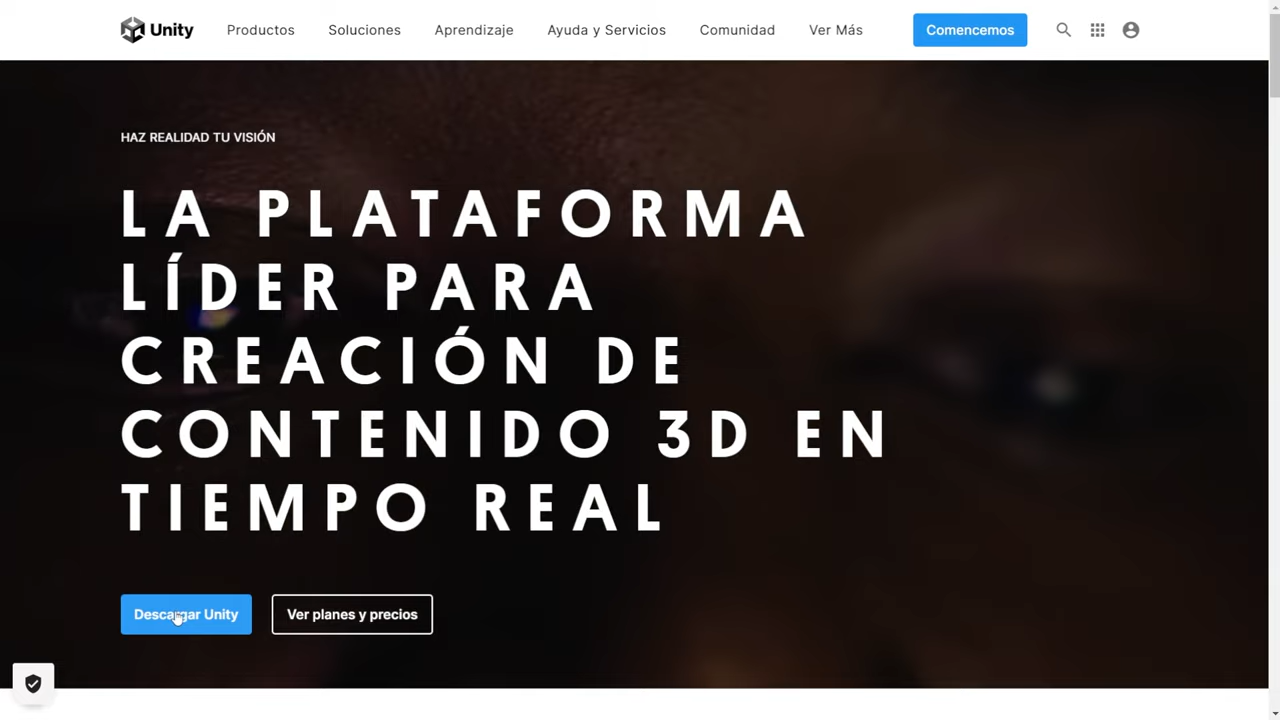 Unity Productos Soluciones Aprendizaje Ayuda y Servicios Comunidad Ver Más Comencemos
HAZ REALIDAD TU VISIÓN
LA PLATAFORMA
LÍDER PARA
CREACIÓN DE
CONTENIDO 3D EN
TIEMPO REAL
Descargar Unity Ver planes y precios